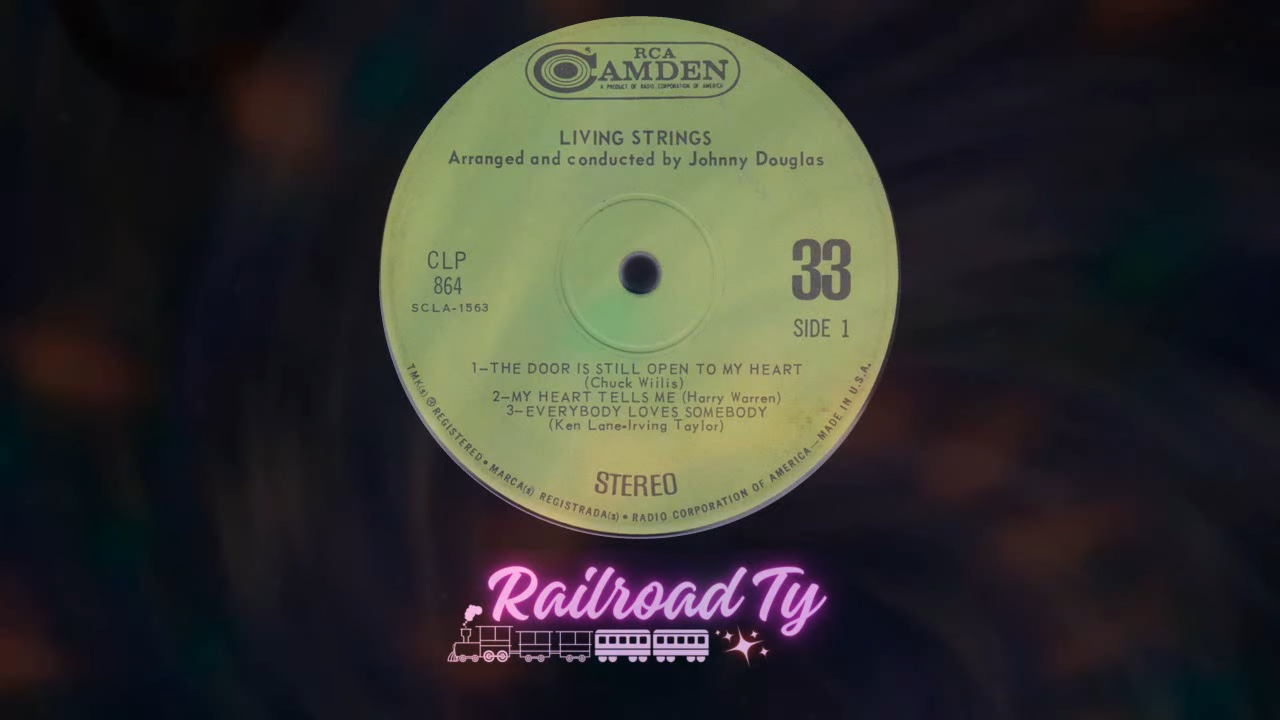 RCA
CAMDEN
A PRODUCT OF RADIO CORPORATION OF AMERICA
LIVING STRINGS
Arranged and conducted by Johnny Douglas
CLP
864
SCLA-1563
33
SIDE 1
1–THE DOOR IS STILL OPEN TO MY HEART
(Chuck Willis)
2–MY HEART TELLS ME (Harry Warren)
3–EVERYBODY LOVES SOMEBODY
(Ken Lane-Irving Taylor)
STEREO
TMK(s) ® REGISTERED • MARCA(s) REGISTRADA(s) • RADIO CORPORATION OF AMERICA—MADE IN U.S.A.
Railroad Ty